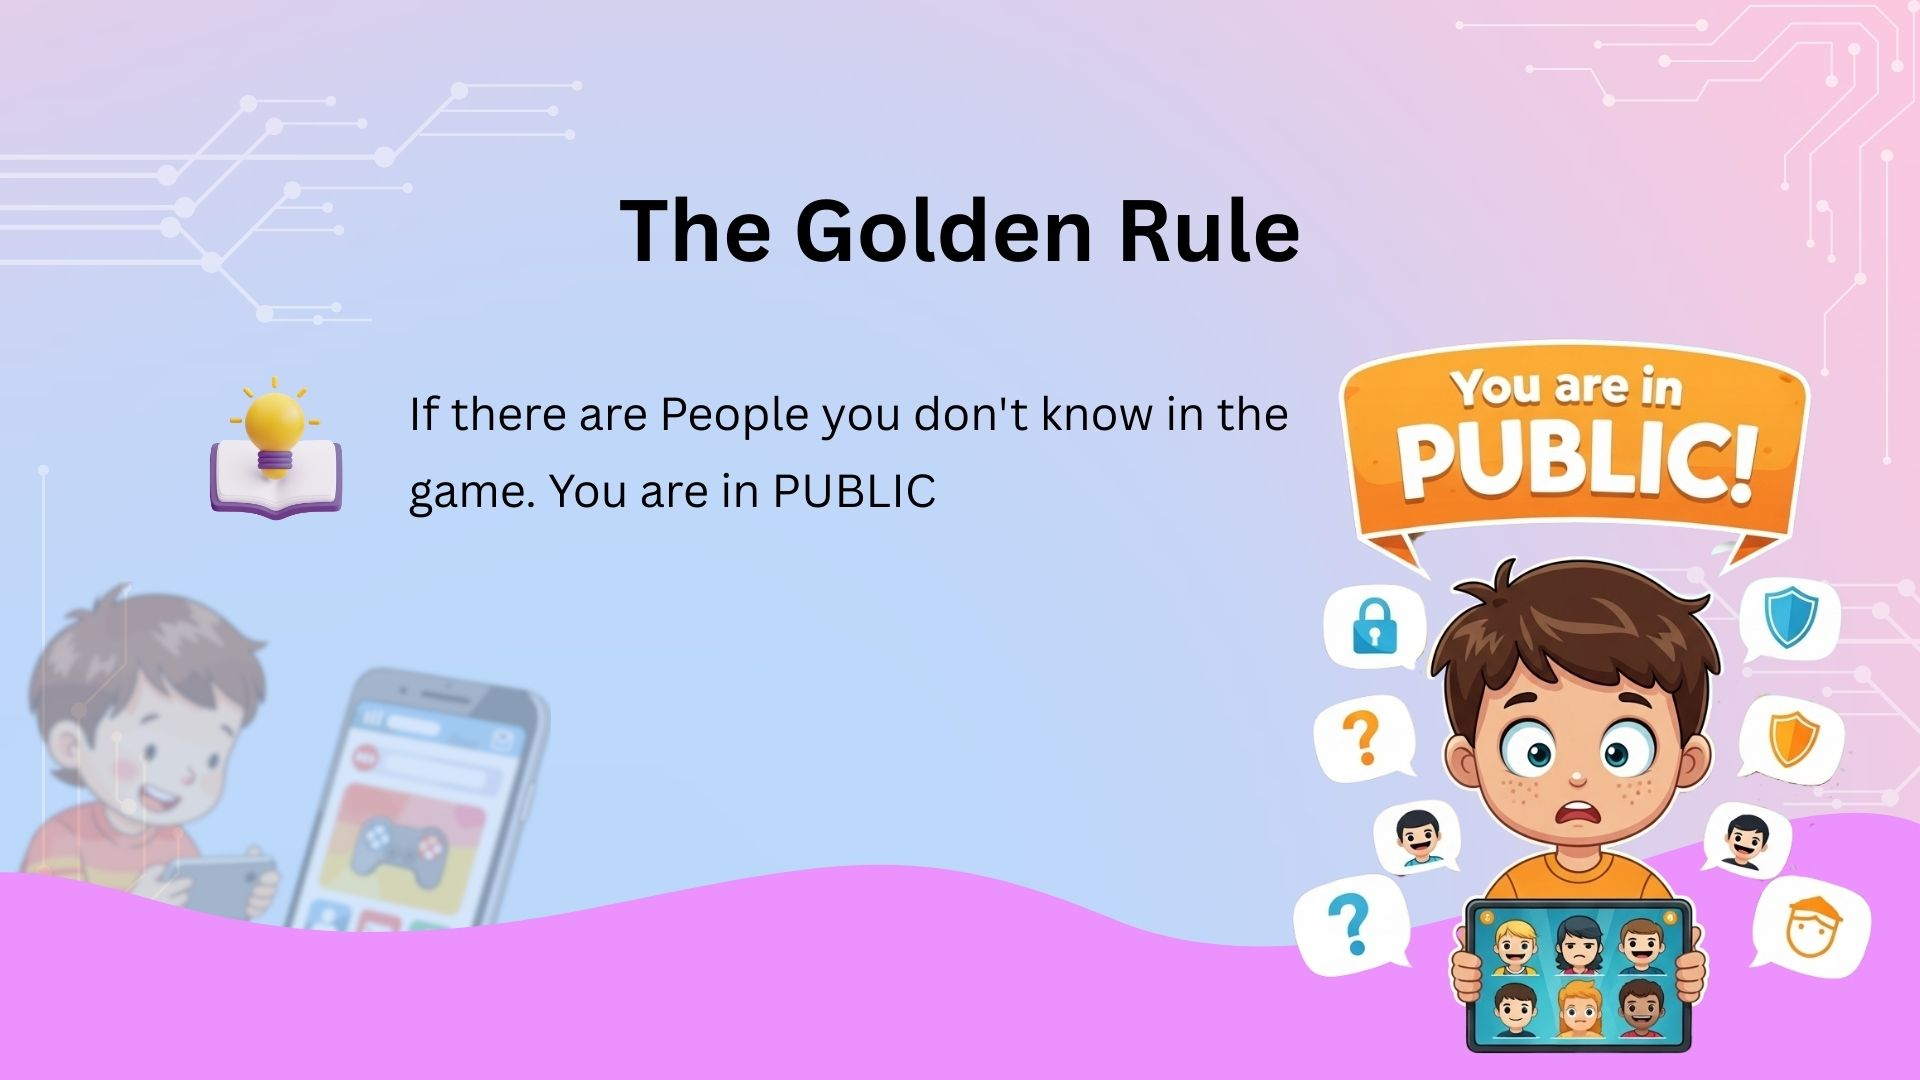 The Golden Rule
If there are People you don't know in the
game. You are in PUBLIC
You are in
PUBLIC!